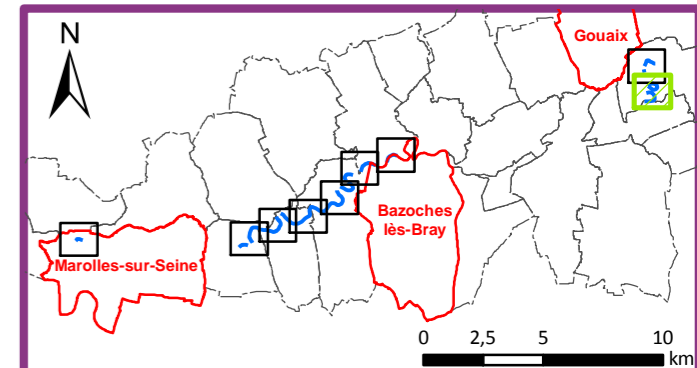 N
Gouaix
Bazoches
lès-Bray
Marolles-sur-Seine
0 2,5 5 10
km